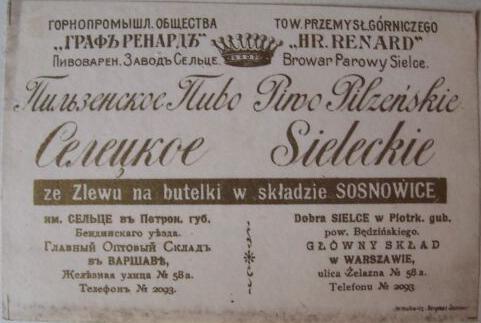 ГОРНОПРОМЫШЛ. ОБЩЕСТВА
„ГРАФЪ РЕНАРДЪ"
ПИВОВАРЕН. ЗАВОДЪ СЕЛЬЦЕ.
TOW. PRZEMYSŁ. GÓRNICZEGO
„HR. RENARD"
BROWAR PAROWY SIELCE.
Пильзенское Пиво Piwo Pilzeńskie
Селецкое Sieleckie
ze Zlewu na butelki w składzie SOSNOWICE
им. СЕЛЬЦЕ въ Петрок. губ.
Бендинскаго уѣзда.
ГЛАВНЫЙ ОПТОВЫЙ СКЛАДЪ
въ ВАРШАВѢ,
Желѣзная улица № 58 а.
Телефонъ № 2093.
Dobra SIELCE w Piotrk. gub.
pow. Będzińskiego.
GŁÓWNY SKŁAD
w WARSZAWIE,
ulica Żelazna № 58 a.
Telefonu № 2093.